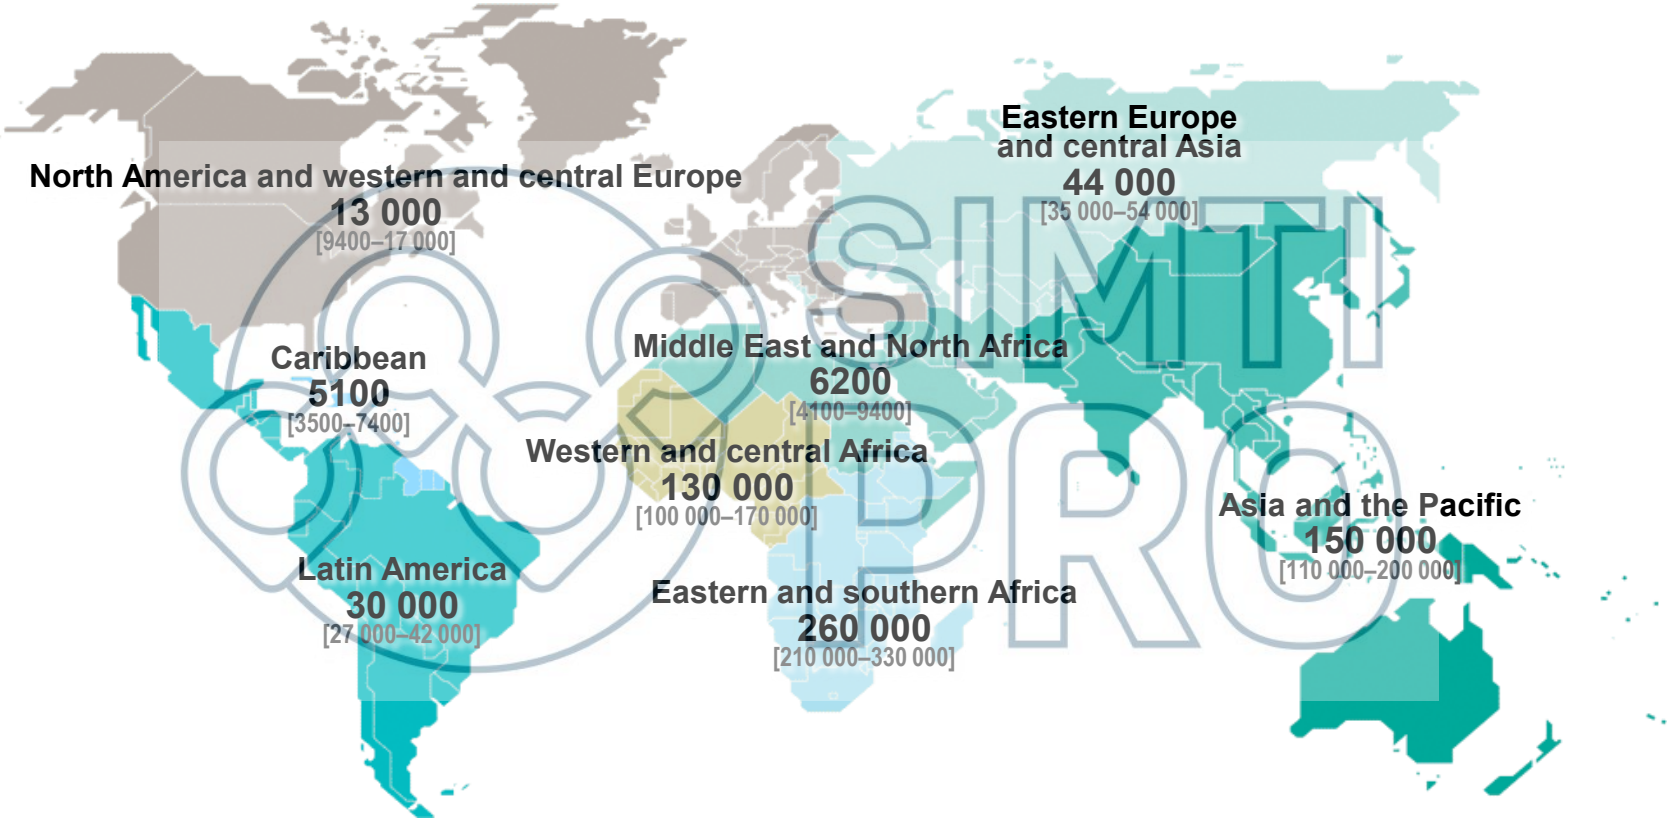 Eastern Europe
and central Asia
44 000
[35 000–54 000]
North America and western and central Europe
13 000
[9400–17 000]
Middle East and North Africa
6200
[4100–9400]
Caribbean
5100
[3500–7400]
Western and central Africa
130 000
[100 000–170 000]
Asia and the Pacific
150 000
[110 000–200 000]
Latin America
30 000
[27 000–42 000]
Eastern and southern Africa
260 000
[210 000–330 000]
SIMTI
PRO